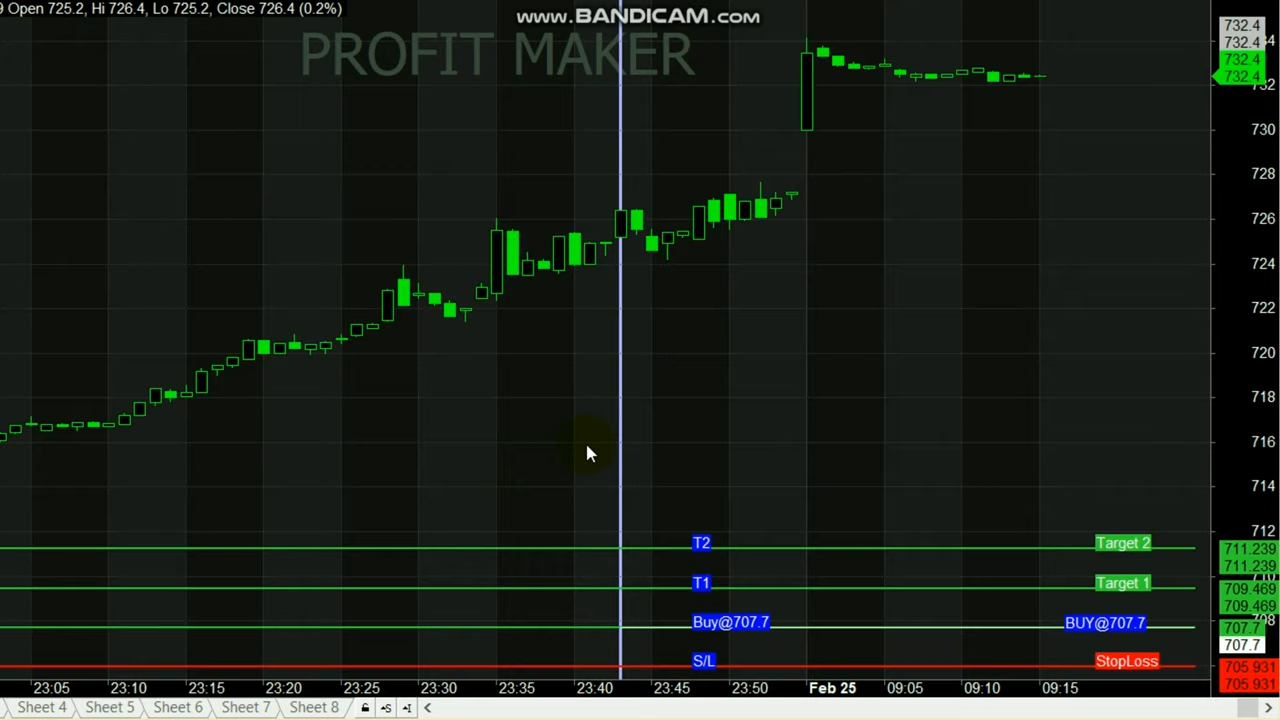 9 Open 725.2, Hi 726.4, Lo 725.2, Close 726.4 (0.2%)
www.BANDICAM.com
PROFIT MAKER
732.4
732.4
732.4
732.4
732
730
728
726
724
722
720
718
716
714
712
T2
Target 2
711.239
711.239
T1
Target 1
709.469
709.469
Buy@707.7
BUY@707.7
707.7
707.7
S/L
StopLoss
705.931
705.931
23:05 23:10 23:15 23:20 23:25 23:30 23:35 23:40 23:45 23:50 Feb 25 09:05 09:10 09:15
Sheet 4 Sheet 5 Sheet 6 Sheet 7 Sheet 8